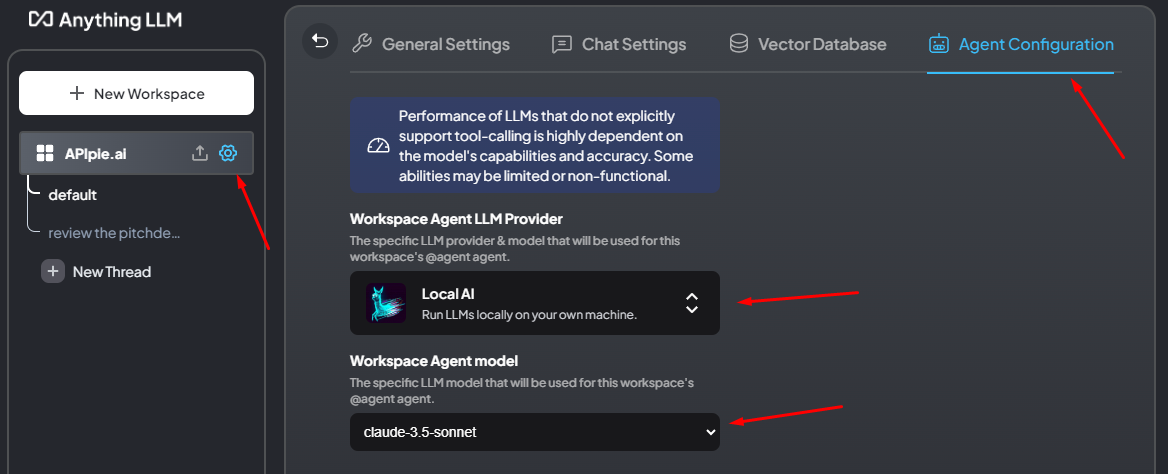 Anything LLM
New Workspace
APIpie.ai
default
review the pitchde...
New Thread
General Settings
Chat Settings
Vector Database
Agent Configuration
Performance of LLMs that do not explicitly
support tool-calling is highly dependent on
the model's capabilities and accuracy. Some
abilities may be limited or non-functional.
Workspace Agent LLM Provider
The specific LLM provider & model that will be used for this
workspace's @agent agent.
Local AI
Run LLMs locally on your own machine.
Workspace Agent model
The specific LLM model that will be used for this workspace's
@agent agent.
claude-3.5-sonnet